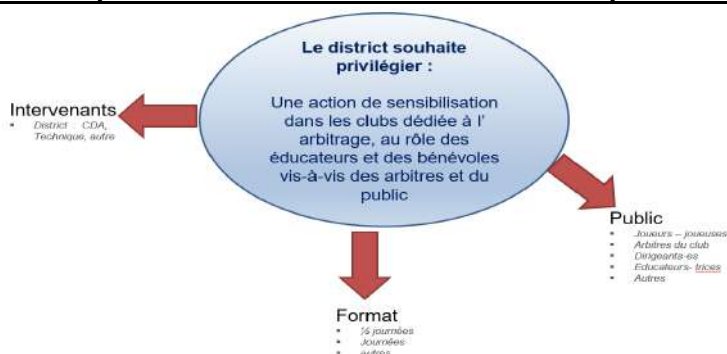 Le district souhaite
privilégier :
Une action de sensibilisation
dans les clubs dédiée à l'
arbitrage, au rôle des
éducateurs et des bénévoles
vis-à-vis des arbitres et du
public
Intervenants
▪ District : CDA,
Technique, autre
Public
▪ Joueurs – joueuses
▪ Arbitres du club
▪ Dirigeants-es
▪ Educateurs- trices
▪ Autres
Format
▪ ½ journées
▪ Journées
▪ autres